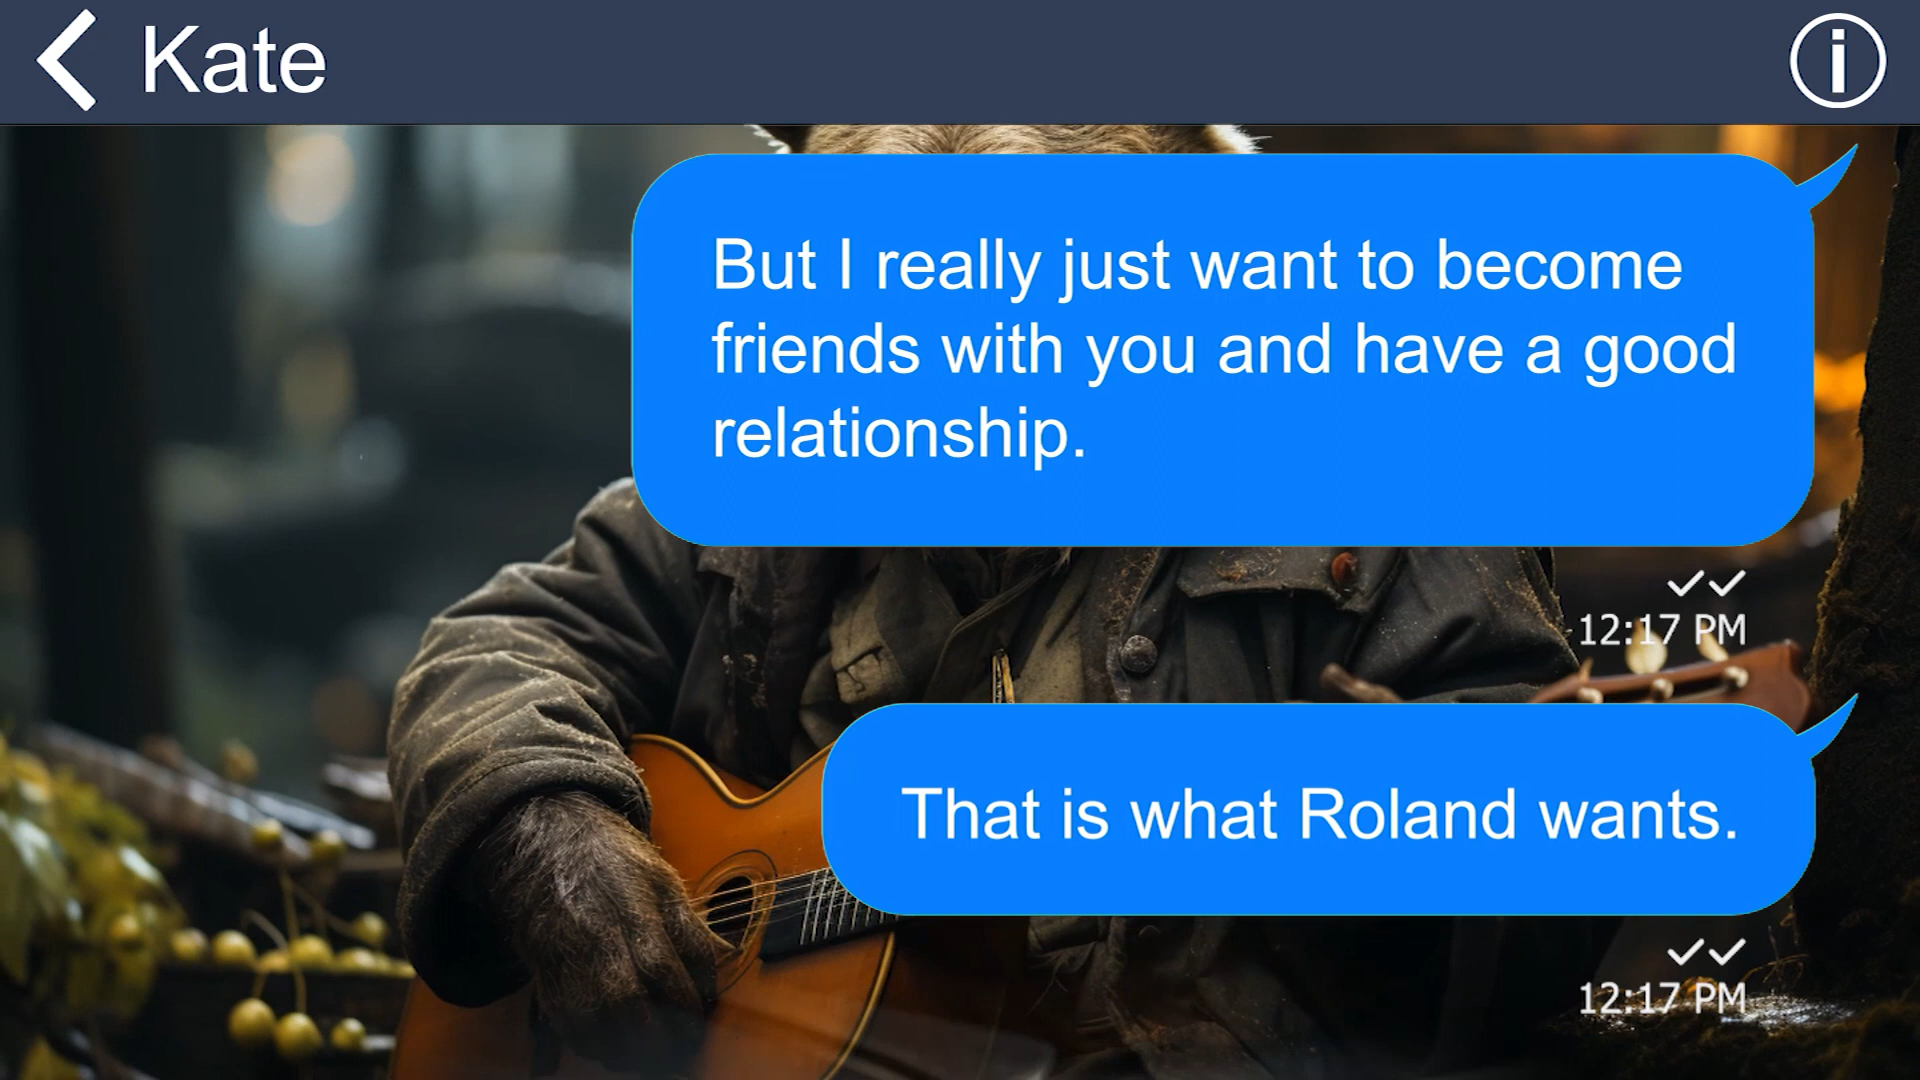 Kate
But I really just want to become
friends with you and have a good
relationship.
12:17 PM
That is what Roland wants.
12:17 PM